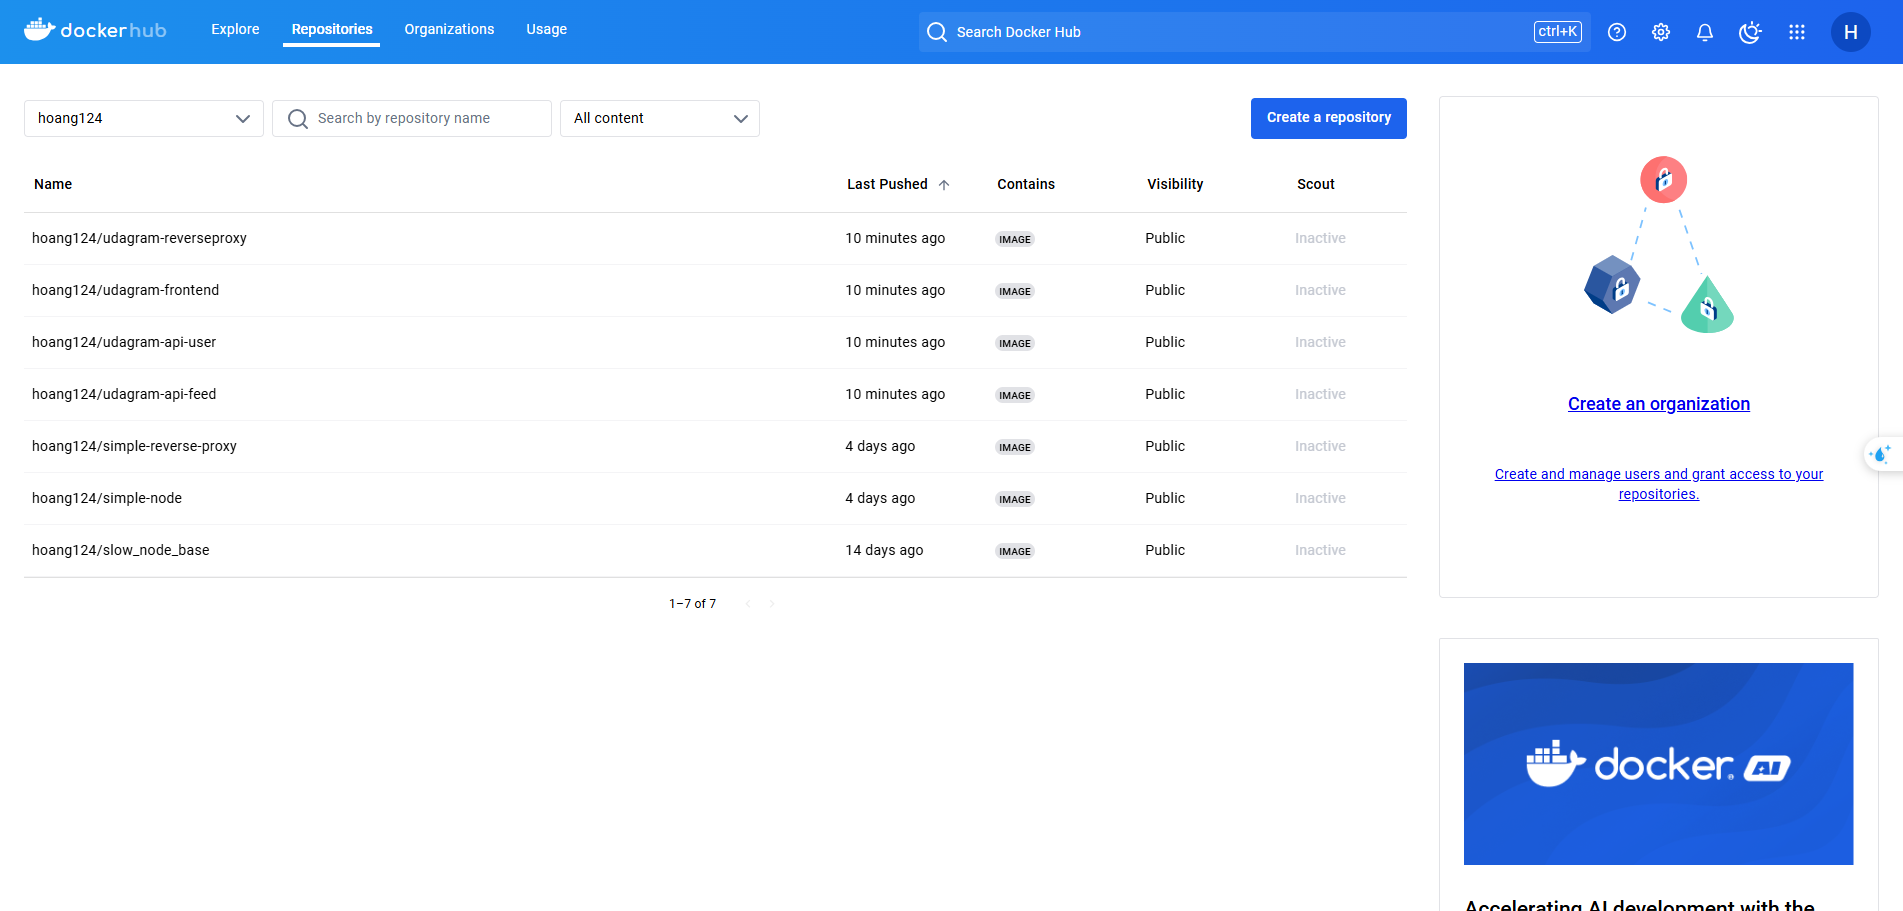 dockerhub
Explore
Repositories
Organizations
Usage
Search Docker Hub
ctrl+K
H
hoang124
Search by repository name
All content
Create a repository
Name Last Pushed Contains Visibility Scout
hoang124/udagram-reverseproxy 10 minutes ago IMAGE Public Inactive
hoang124/udagram-frontend 10 minutes ago IMAGE Public Inactive
hoang124/udagram-api-user 10 minutes ago IMAGE Public Inactive
hoang124/udagram-api-feed 10 minutes ago IMAGE Public Inactive
hoang124/simple-reverse-proxy 4 days ago IMAGE Public Inactive
hoang124/simple-node 4 days ago IMAGE Public Inactive
hoang124/slow_node_base 14 days ago IMAGE Public Inactive
1–7 of 7
Create an organization
Create and manage users and grant access to your
repositories.
docker® AI
Accelerating AI development with the